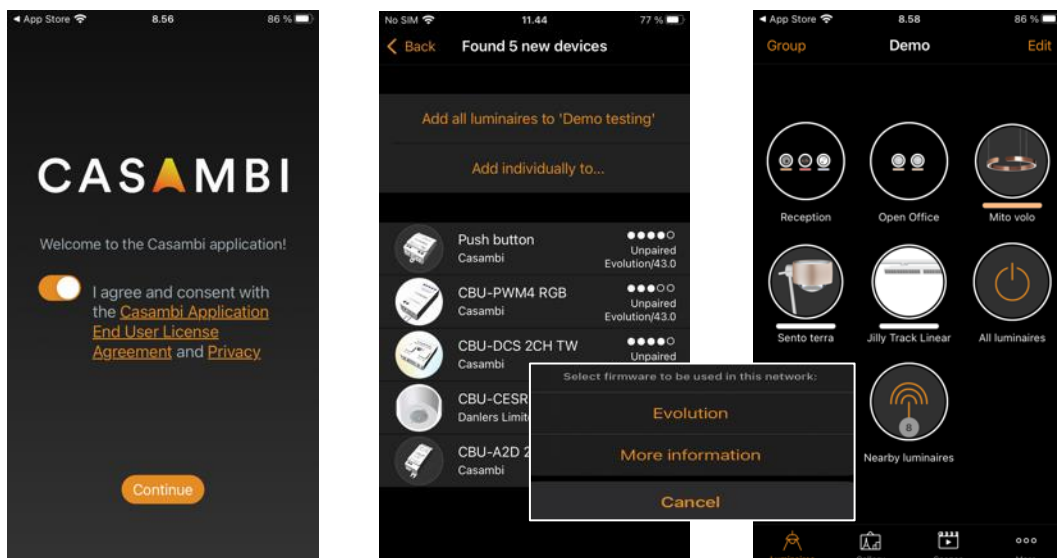 App Store
8.56
86 %
CASAMBI
Welcome to the Casambi application!
I agree and consent with
the Casambi Application
End User License
Agreement and Privacy
Continue
No SIM
11.44
77 %
Back
Found 5 new devices
Add all luminaires to 'Demo testing'
Add individually to...
Push button
Casambi
Unpaired
Evolution/43.0
CBU-PWM4 RGB
Casambi
Unpaired
Evolution/43.0
CBU-DCS 2CH TW
Casambi
Unpaired
CBU-CESR
Danlers
CBU-A2D
Casambi
Select firmware to be used in this network:
Evolution
More information
Cancel
App Store
8.58
86 %
Group
Demo
Edit
Reception
Open Office
Mito volo
Sento terra
Jilly Track Linear
All luminaires
8
Nearby luminaires